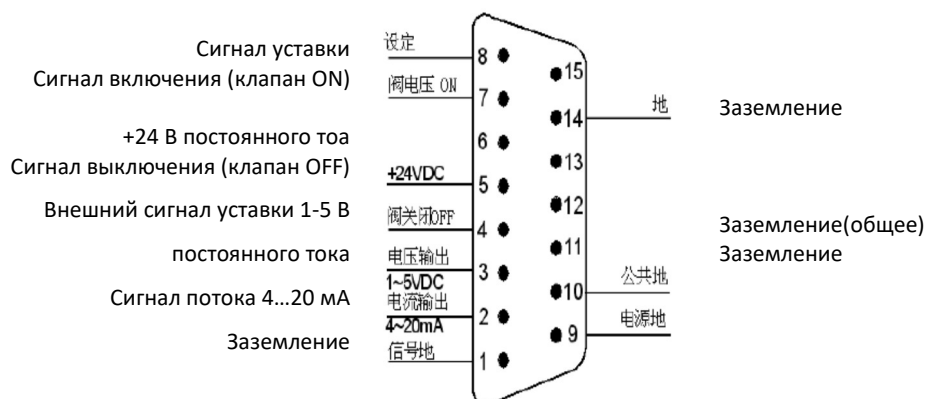 Сигнал уставки
Сигнал включения (клапан ON)
+24 В постоянного тоа
Сигнал выключения (клапан OFF)
Внешний сигнал уставки 1-5 В
постоянного тока
Сигнал потока 4...20 мА
Заземление
设定
阀电压 ON
+24VDC
阀关闭OFF
电压输出
1~5VDC
电流输出
4~20mA
信号地
8
7
6
5
4
3
2
1
15
14
13
12
11
10
9
地
公共地
电源地
Заземление
Заземление(общее)
Заземление